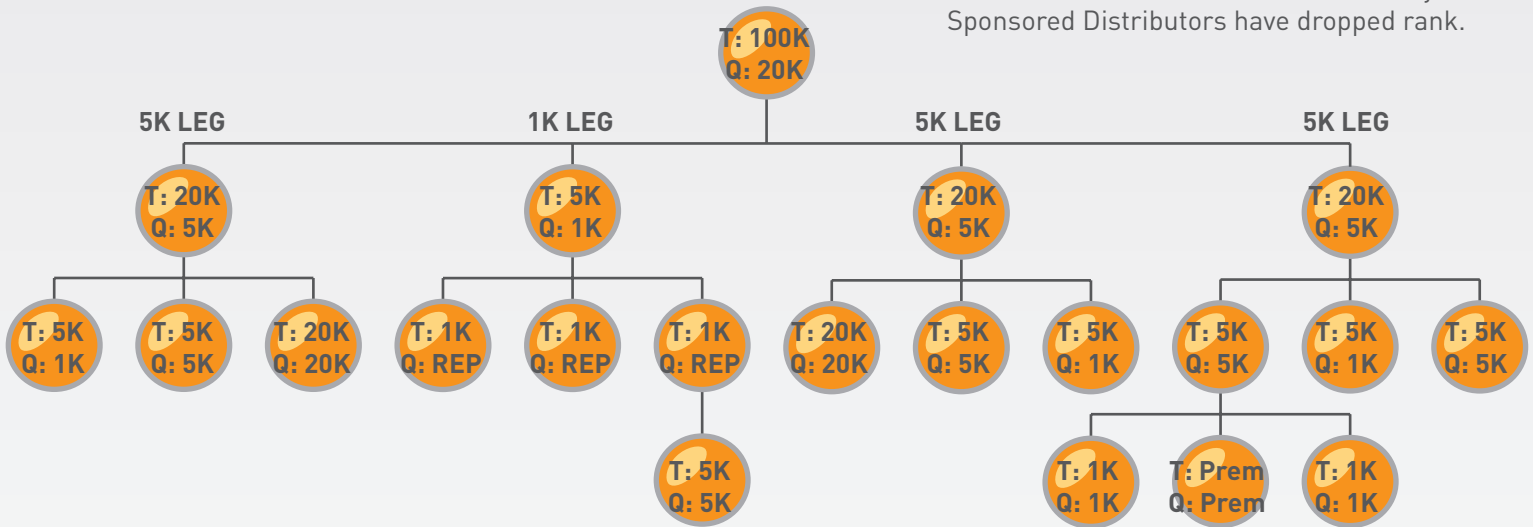 Sponsored Distributors have dropped rank.
T: 100K
Q: 20K
5K LEG
1K LEG
5K LEG
5K LEG
T: 20K
Q: 5K
T: 5K
Q: 1K
T: 20K
Q: 5K
T: 20K
Q: 5K
T: 5K
Q: 1K
T: 5K
Q: 5K
T: 20K
Q: 20K
T: 1K
Q: REP
T: 1K
Q: REP
T: 1K
Q: REP
T: 20K
Q: 20K
T: 5K
Q: 5K
T: 5K
Q: 1K
T: 5K
Q: 5K
T: 5K
Q: 1K
T: 5K
Q: 5K
T: 5K
Q: 5K
T: 1K
Q: 1K
T: Prem
Q: Prem
T: 1K
Q: 1K